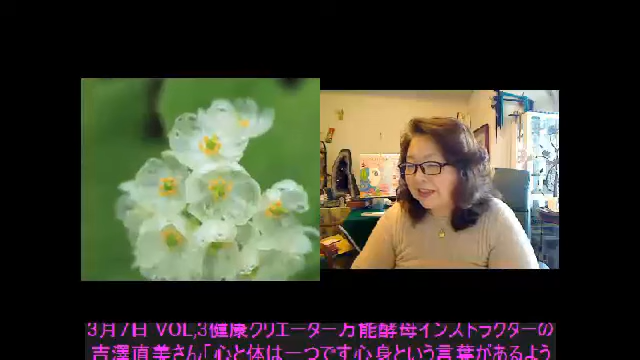 3月7日 VOL,3健康クリエーター万能酵母インストラクターの
吉澤直美さん「心と体は一つです心身という言葉があるよう